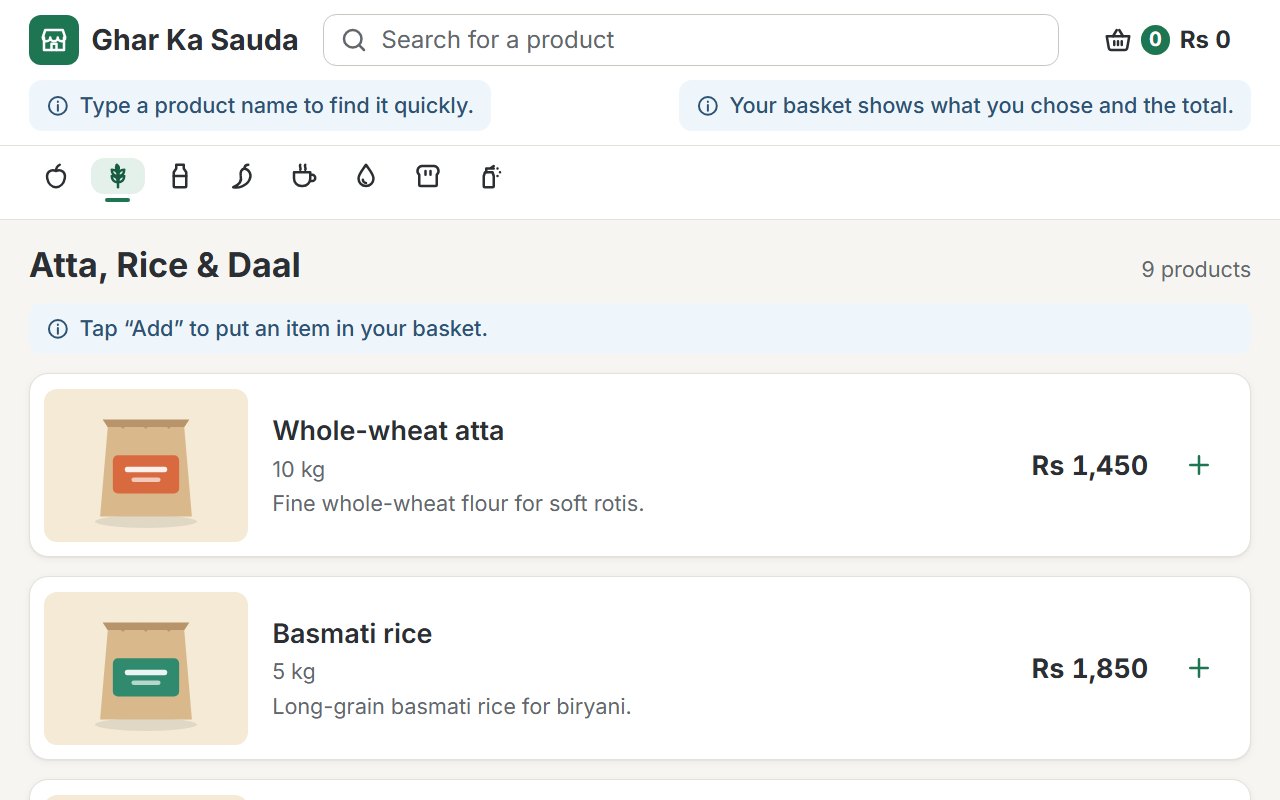 Ghar Ka Sauda
Search for a product
0 Rs 0
Type a product name to find it quickly.
Your basket shows what you chose and the total.
Atta, Rice & Daal
9 products
Tap “Add” to put an item in your basket.
Whole-wheat atta
10 kg
Fine whole-wheat flour for soft rotis.
Rs 1,450
Basmati rice
5 kg
Long-grain basmati rice for biryani.
Rs 1,850